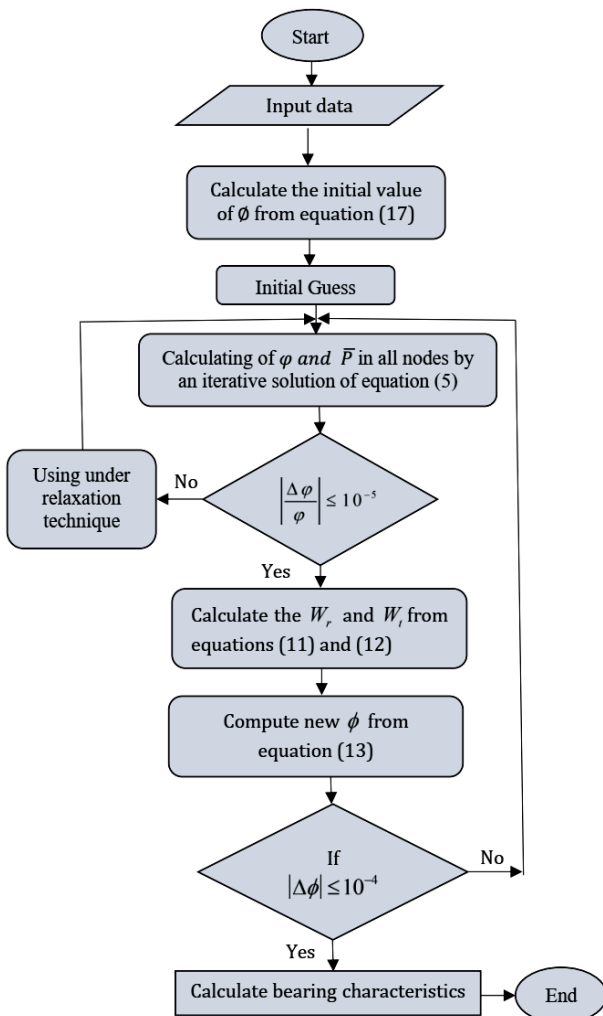 Start
Input data
Calculate the initial value
of ∅ from equation (17)
Initial Guess
Calculating of φ and P̅ in all nodes by
an iterative solution of equation (5)
Using under
relaxation
technique
No
|Δφ/φ| ≤ 10⁻⁵
Yes
Calculate the Wᵣ and Wₜ from
equations (11) and (12)
Compute new ϕ from
equation (13)
If
|Δϕ| ≤ 10⁻⁴
No
Yes
Calculate bearing characteristics
End